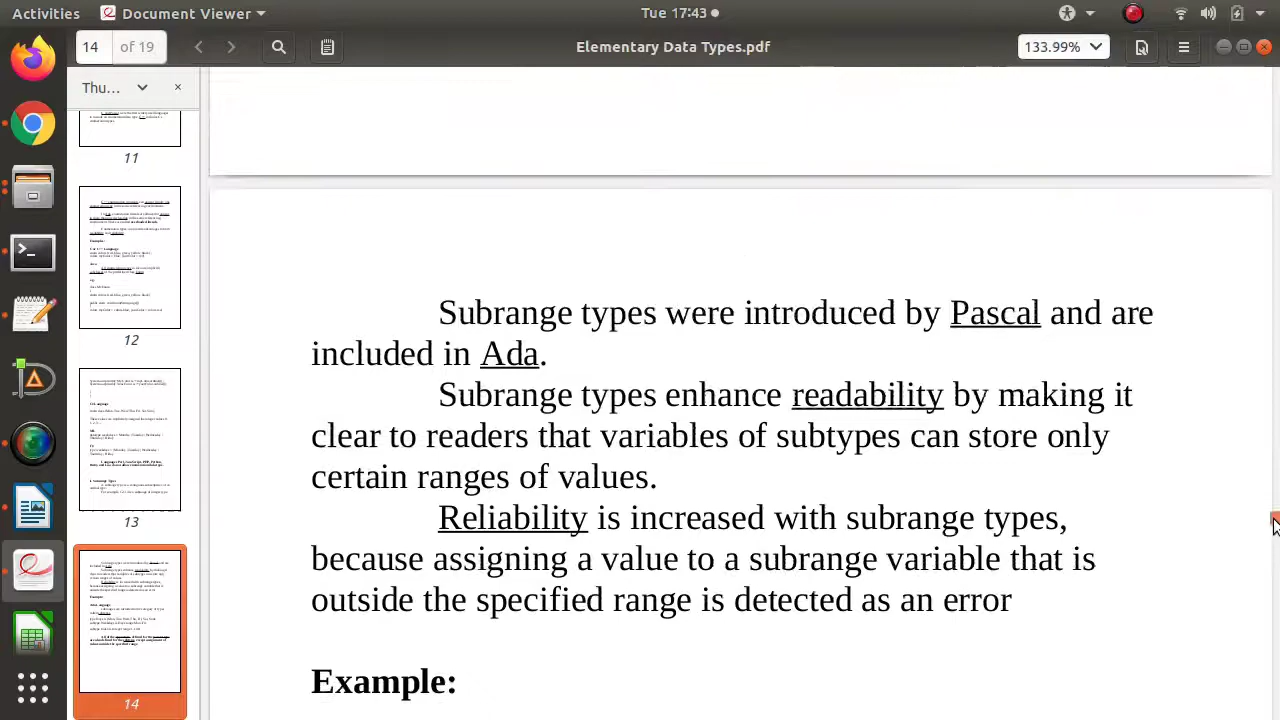 Activities Document Viewer Tue 17:43
14 of 19 Elementary Data Types.pdf 133.99%
Thu... ×
11
12
13
14
Subrange types were introduced by Pascal and are
included in Ada.
Subrange types enhance readability by making it
clear to readers that variables of subtypes can store only
certain ranges of values.
Reliability is increased with subrange types,
because assigning a value to a subrange variable that is
outside the specified range is detected as an error
Example: